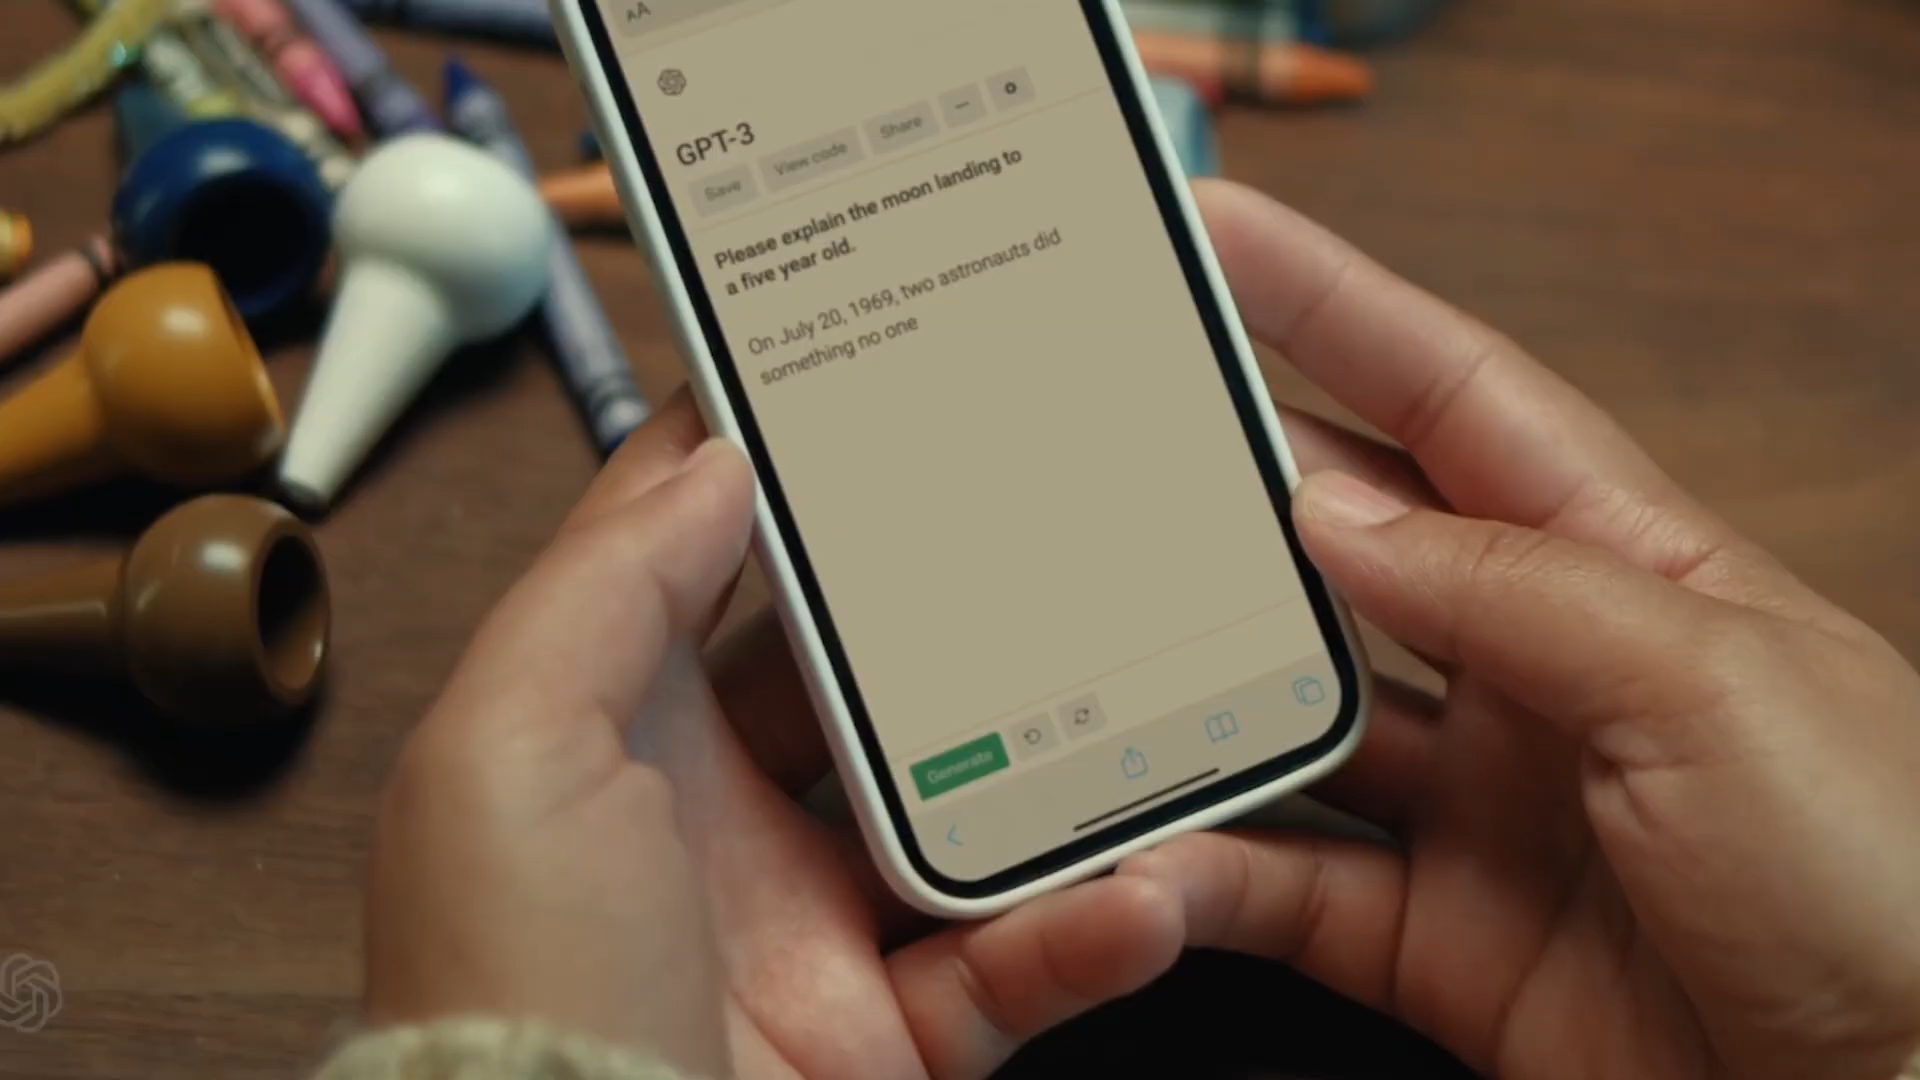 AA
GPT-3
Save
View code
Share
Please explain the moon landing to
a five year old.
On July 20, 1969, two astronauts did
something no one
Generate